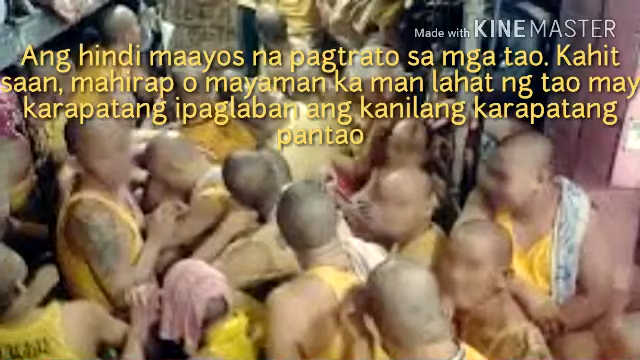 Made with KINEMASTER
Ang hindi maayos na pagtrato sa mga tao. Kahit
saan, mahirap o mayaman ka man lahat ng tao may
karapatang ipaglaban ang kanilang karapatang
pantao